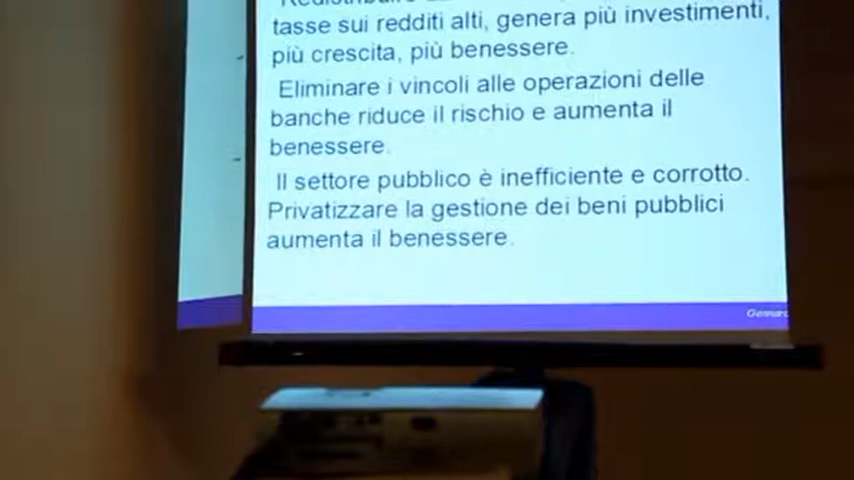 tasse sui redditi alti, genera più investimenti,
più crescita, più benessere.
Eliminare i vincoli alle operazioni delle
banche riduce il rischio e aumenta il
benessere.
Il settore pubblico è inefficiente e corrotto.
Privatizzare la gestione dei beni pubblici
aumenta il benessere.